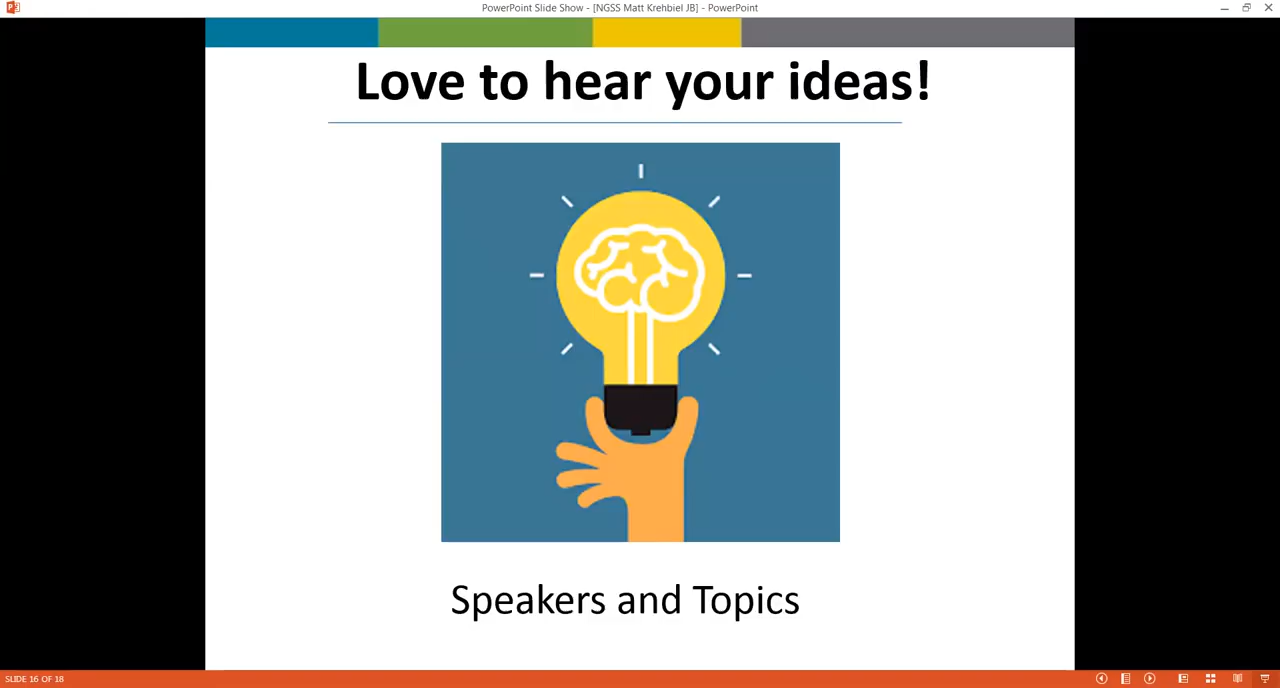 PowerPoint Slide Show - [NGSS Matt Krehbiel JB] - PowerPoint
Love to hear your ideas!
Speakers and Topics
SLIDE 16 OF 18